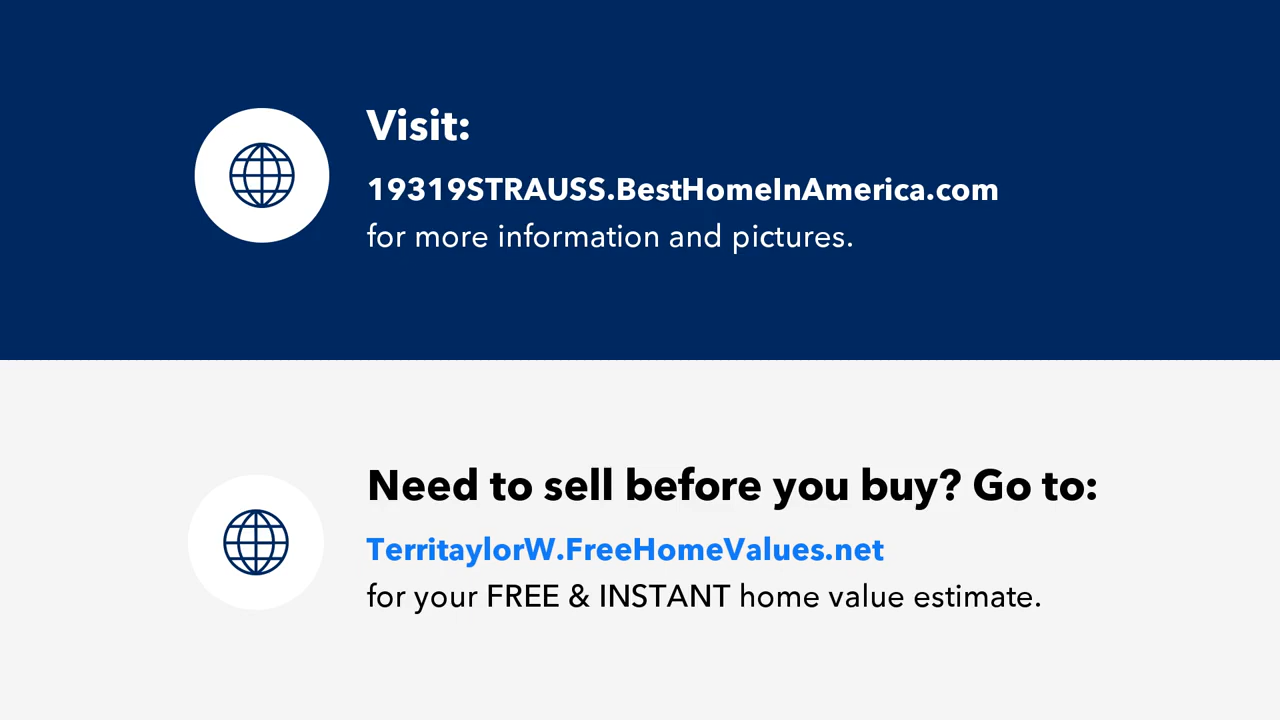 Visit:
19319STRAUSS.BestHomeInAmerica.com
for more information and pictures.
Need to sell before you buy? Go to:
TerritaylorW.FreeHomeValues.net
for your FREE & INSTANT home value estimate.